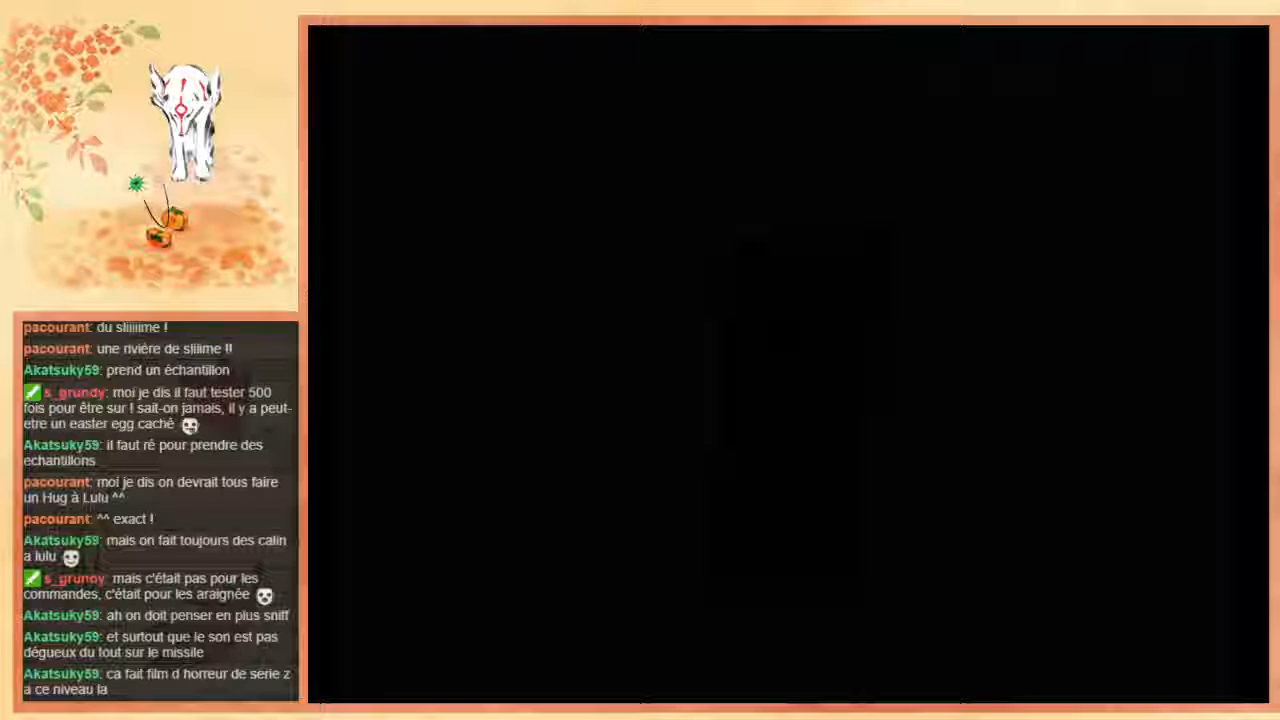 pacourant: du sliiiiime !
pacourant: une rivière de sliiime !!
Akatsuky59: prend un échantillon
s_grundy: moi je dis il faut tester 500
fois pour être sur ! sait-on jamais, il y a peut-
etre un easter egg caché
Akatsuky59: il faut ré pour prendre des
echantillons
pacourant: moi je dis on devrait tous faire
un Hug à Lulu ^^
pacourant: ^^ exact !
Akatsuky59: mais on fait toujours des calin
a lulu
s_grundy: mais c'était pas pour les
commandes, c'était pour les araignée
Akatsuky59: ah on doit penser en plus sniff
Akatsuky59: et surtout que le son est pas
dégueux du tout sur le missile
Akatsuky59: ca fait film d horreur de serie z
a ce niveau la